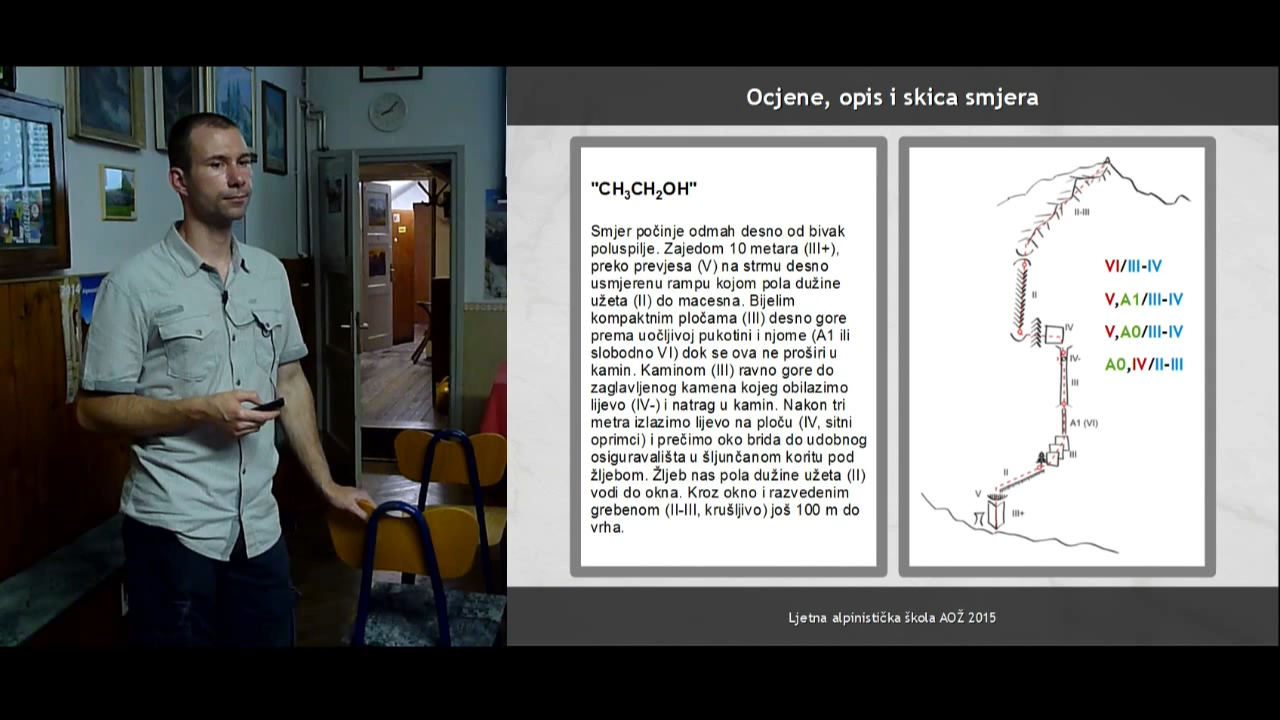 Ocjene, opis i skica smjera
"CH₃CH₂OH"
Smjer počinje odmah desno od bivak
poluspilje. Zajedom 10 metara (III+),
preko prevjesa (V) na strmu desno
usmjerenu rampu kojom pola dužine
užeta (II) do macesna. Bijelim
kompaktnim pločama (III) desno gore
prema uočljivoj pukotini i njome (A1 ili
slobodno VI) dok se ova ne proširi u
kamin. Kaminom (III) ravno gore do
zaglavljenog kamena kojeg obilazimo
lijevo (IV-) i natrag u kamin. Nakon tri
metra izlazimo lijevo na ploču (IV, sitni
oprimci) i prečimo oko brida do udobnog
osiguravališta u šljunčanom koritu pod
žljebom. Žljeb nas pola dužine užeta (II)
vodi do okna. Kroz okno i razvedenim
grebenom (II-III, krušljivo) još 100 m do
vrha.
II-III
II
IV
IV-
III
A1 (VI)
III
II
V
III+
VI/III-IV
V,A1/III-IV
V,A0/III-IV
A0,IV/II-III
Ljetna alpinistička škola AOŽ 2015